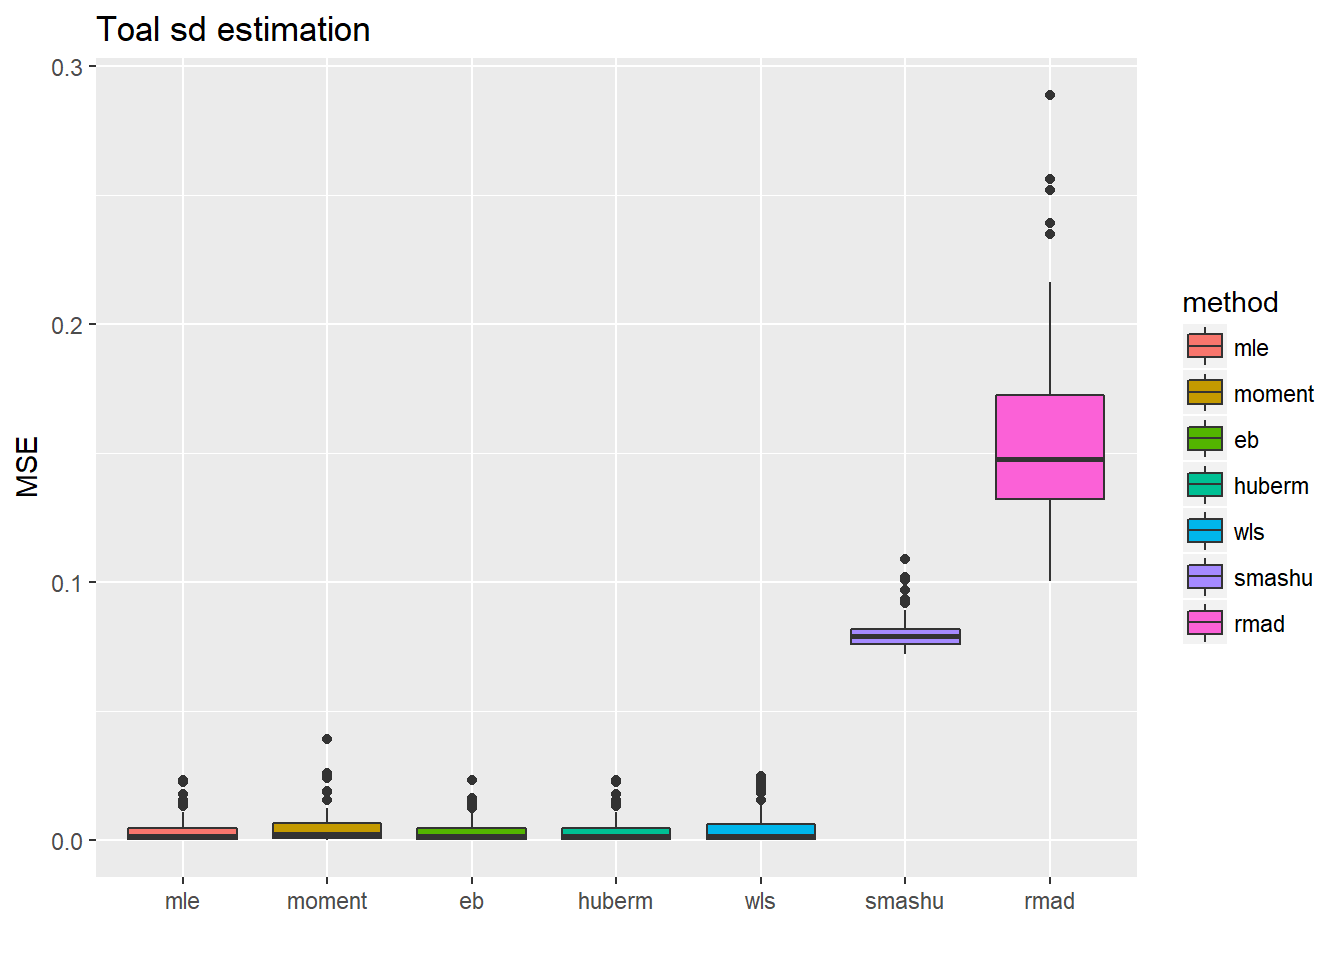 Toal sd estimation
0.3
0.2
0.1
0.0
MSE
mle
moment
eb
huberm
wls
smashu
rmad
method
mle
moment
eb
huberm
wls
smashu
rmad